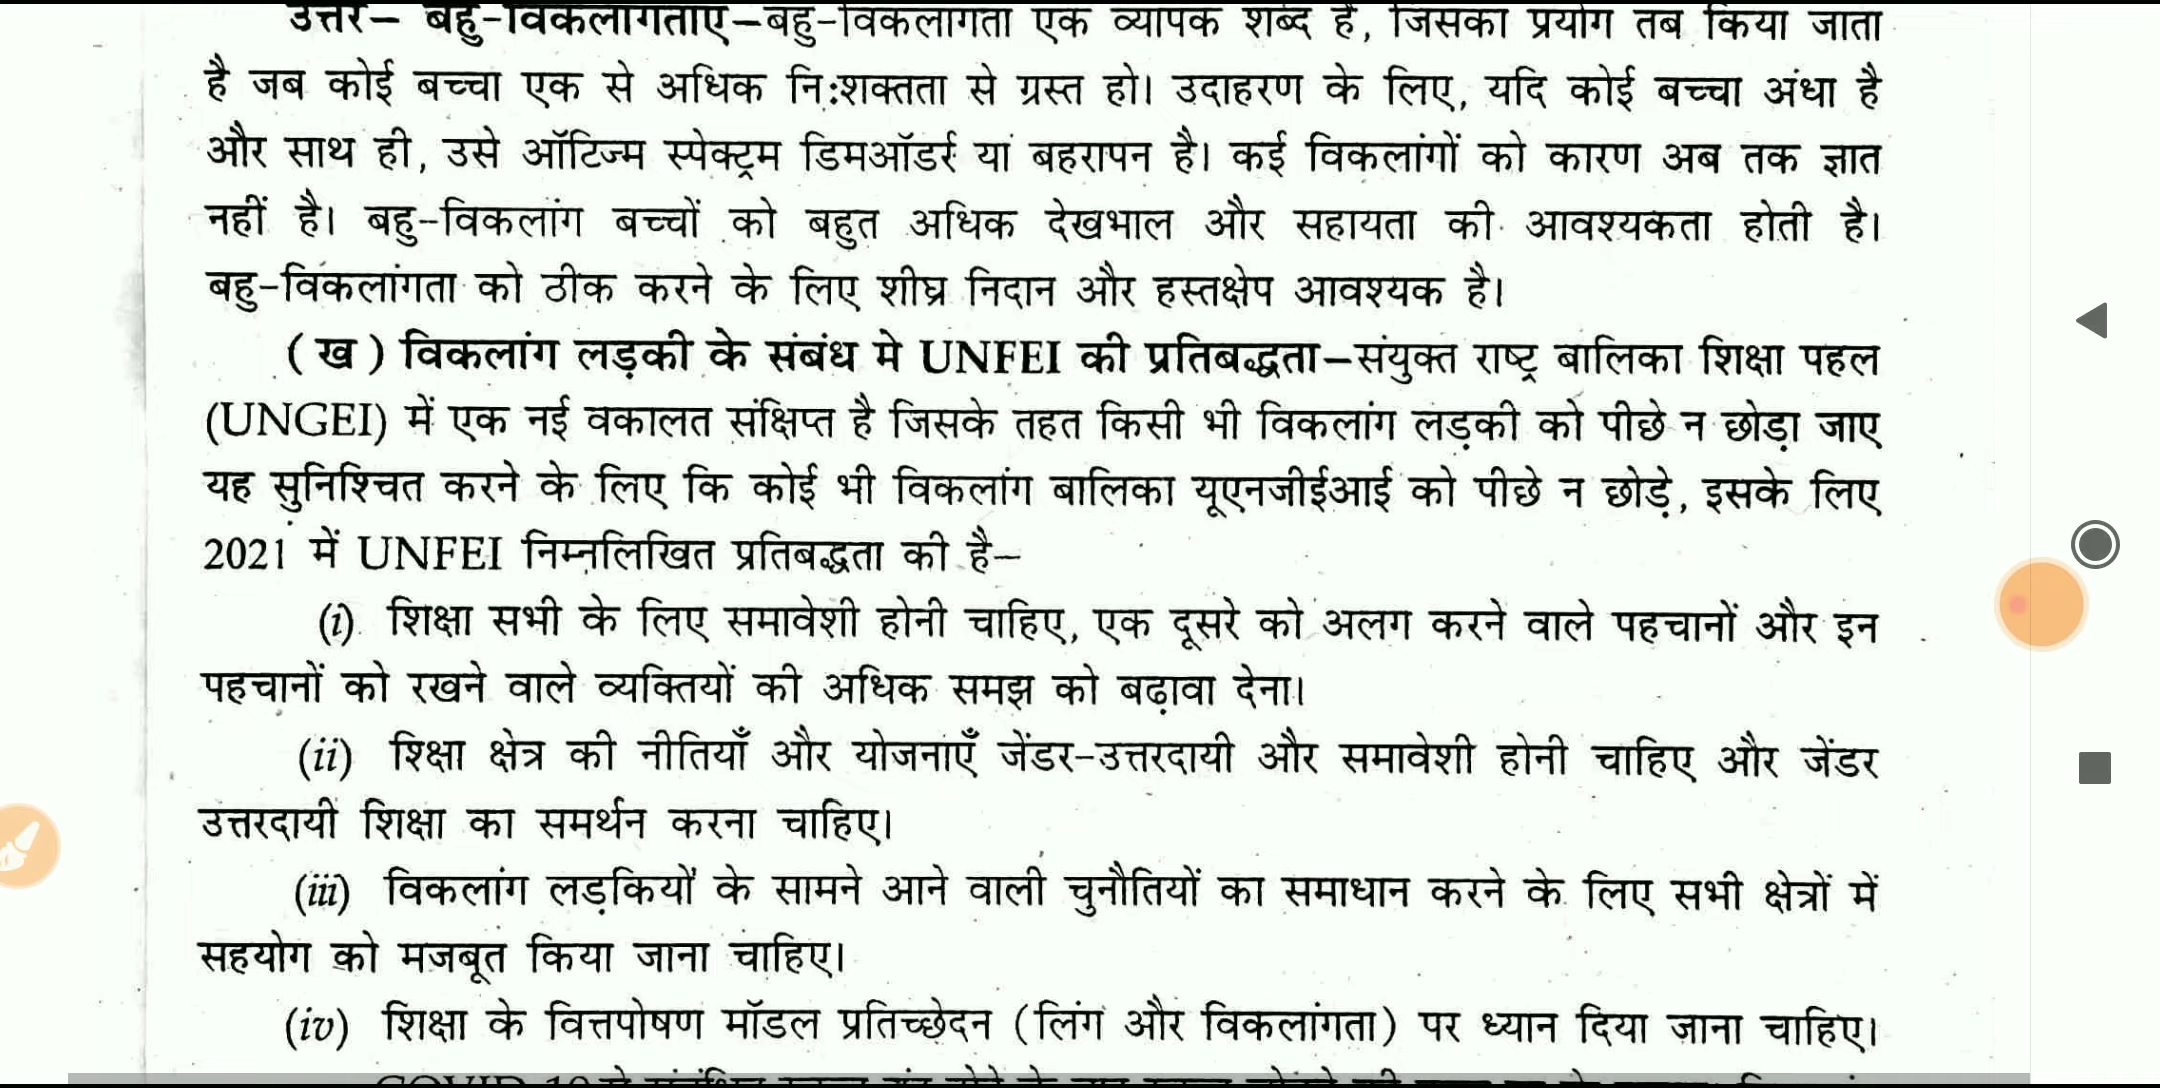 उत्तर– बहु-विकलांगताएँ–बहु-विकलांगता एक व्यापक शब्द है, जिसका प्रयोग तब किया जाता
है जब कोई बच्चा एक से अधिक नि:शक्तता से ग्रस्त हो। उदाहरण के लिए, यदि कोई बच्चा अंधा है
और साथ ही, उसे ऑटिज्म स्पेक्ट्रम डिमऑडर्र यां बहरापन है। कई विकलांगों को कारण अब तक ज्ञात
नहीं है। बहु-विकलांग बच्चों को बहुत अधिक देखभाल और सहायता की आवश्यकता होती है।
बहु-विकलांगता को ठीक करने के लिए शीघ्र निदान और हस्तक्षेप आवश्यक है।
(ख) विकलांग लड़की के संबंध मे UNFEI की प्रतिबद्धता–संयुक्त राष्ट्र बालिका शिक्षा पहल
(UNGEI) में एक नई वकालत संक्षिप्त है जिसके तहत किसी भी विकलांग लड़की को पीछे न छोड़ा जाए
यह सुनिश्चित करने के लिए कि कोई भी विकलांग बालिका यूएनजीईआई को पीछे न छोड़े, इसके लिए
2021 में UNFEI निम्नलिखित प्रतिबद्धता की है–
(i) शिक्षा सभी के लिए समावेशी होनी चाहिए, एक दूसरे को अलग करने वाले पहचानों और इन
पहचानों को रखने वाले व्यक्तियों की अधिक समझ को बढ़ावा देना।
(ii) शिक्षा क्षेत्र की नीतियाँ और योजनाएँ जेंडर-उत्तरदायी और समावेशी होनी चाहिए और जेंडर
उत्तरदायी शिक्षा का समर्थन करना चाहिए।
(iii) विकलांग लड़कियों के सामने आने वाली चुनौतियों का समाधान करने के लिए सभी क्षेत्रों में
सहयोग को मजबूत किया जाना चाहिए।
(iv) शिक्षा के वित्तपोषण मॉडल प्रतिच्छेदन (लिंग और विकलांगता) पर ध्यान दिया जाना चाहिए।
COVID-19 से संबंधित स्कूल बंद होने के बाद स्कूल